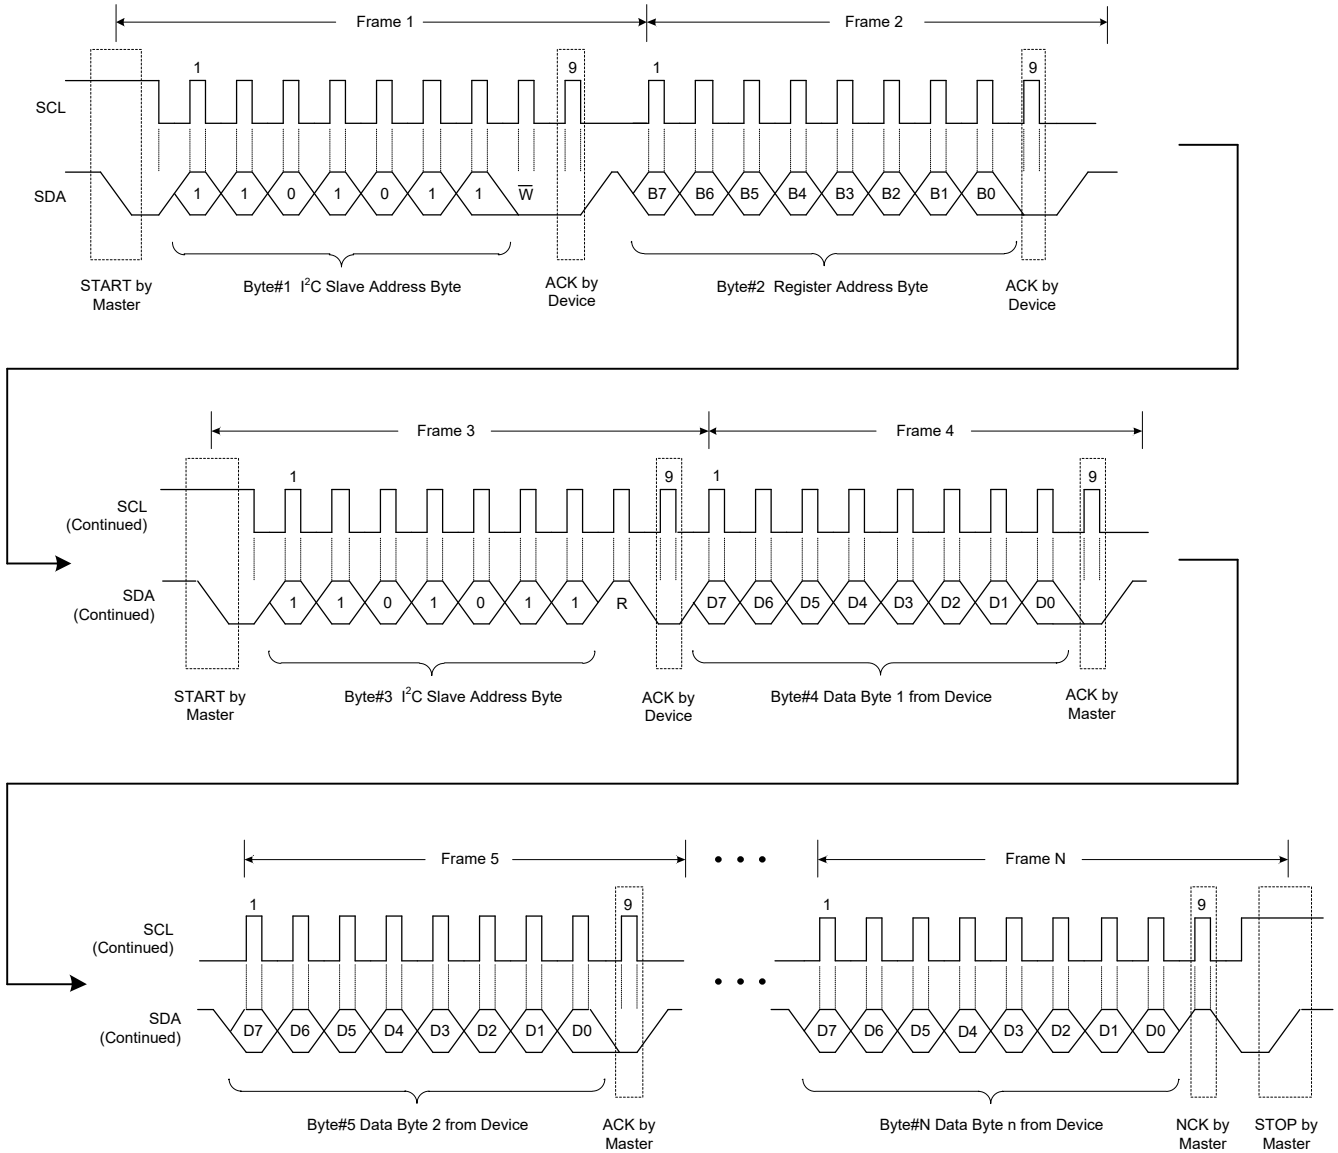 Frame 1 Frame 2
1 9 1 9
SCL
SDA 1 1 0 1 0 1 1 W B7 B6 B5 B4 B3 B2 B1 B0
START by
Master
Byte#1 I2C Slave Address Byte
ACK by
Device
Byte#2 Register Address Byte
ACK by
Device
Frame 3 Frame 4
1 9 1 9
SCL
(Continued)
SDA
(Continued)
1 1 0 1 0 1 1 R D7 D6 D5 D4 D3 D2 D1 D0
START by
Master
Byte#3 I2C Slave Address Byte
ACK by
Device
Byte#4 Data Byte 1 from Device
ACK by
Master
Frame 5 Frame N
1 9 1 9
SCL
(Continued)
SDA
(Continued)
D7 D6 D5 D4 D3 D2 D1 D0 D7 D6 D5 D4 D3 D2 D1 D0
Byte#5 Data Byte 2 from Device
ACK by
Master
Byte#N Data Byte n from Device
NCK by
Master
STOP by
Master